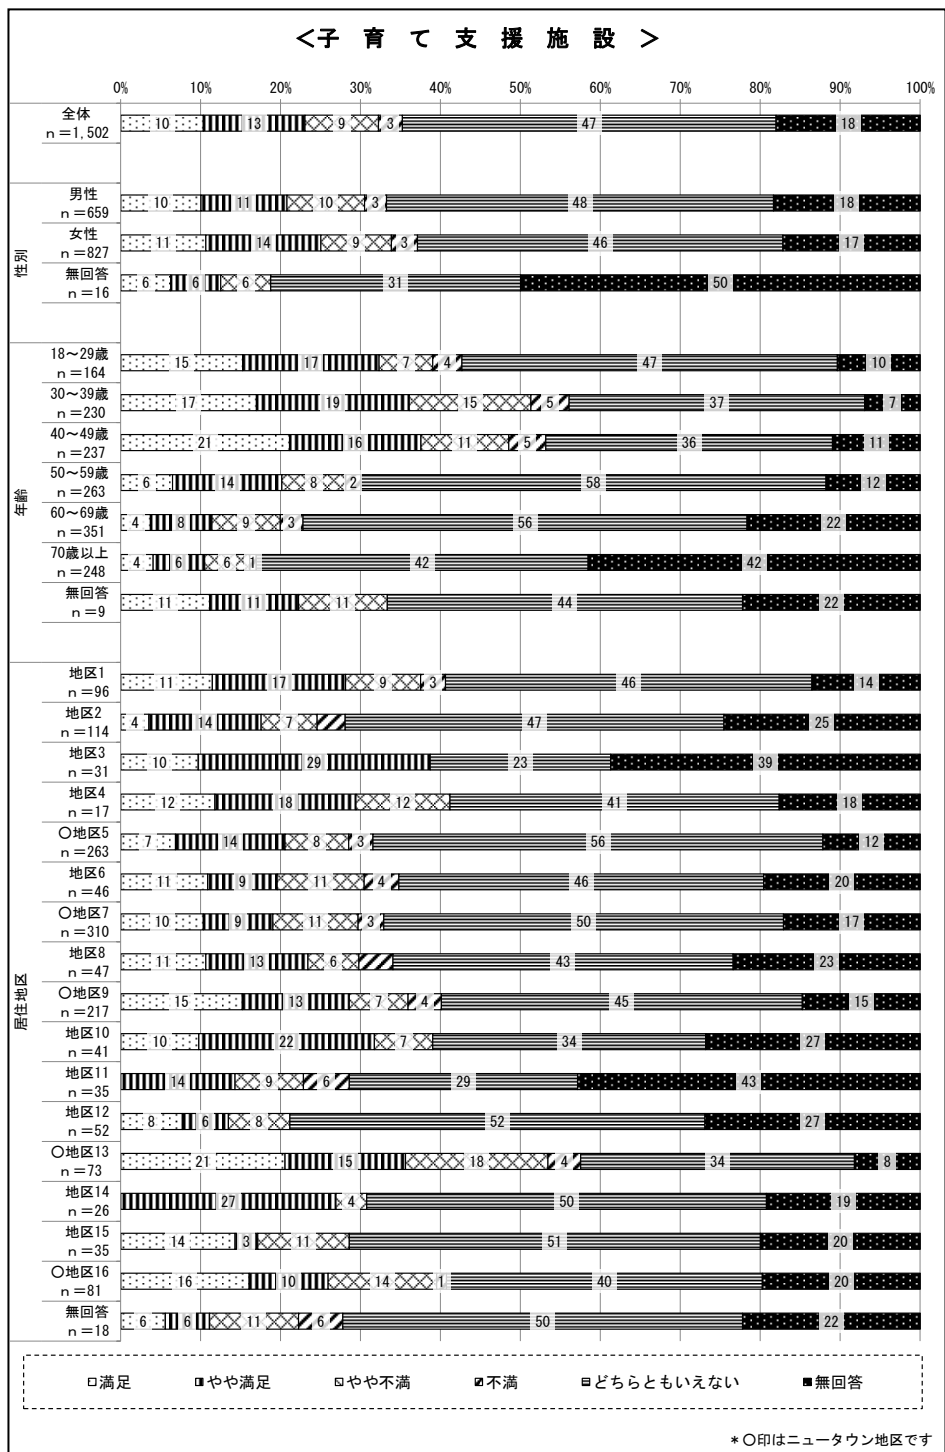 ＜子 育 て 支 援 施 設 ＞
0% 10% 20% 30% 40% 50% 60% 70% 80% 90% 100%
全体
ｎ＝1,502
10 13 9 3 47 18
性別
男性
ｎ＝659
10 11 10 3 48 18
女性
ｎ＝827
11 14 9 3 46 17
無回答
ｎ＝16
6 6 6 31 50
年齢
18～29歳
ｎ＝164
15 17 7 4 47 10
30～39歳
ｎ＝230
17 19 15 5 37 7
40～49歳
ｎ＝237
21 16 11 5 36 11
50～59歳
ｎ＝263
6 14 8 2 58 12
60～69歳
ｎ＝351
4 8 9 3 56 22
70歳以上
ｎ＝248
4 6 6 1 42 42
無回答
ｎ＝9
11 11 11 44 22
居住地区
地区1
ｎ＝96
11 17 9 3 46 14
地区2
ｎ＝114
4 14 7 47 25
地区3
ｎ＝31
10 29 23 39
地区4
ｎ＝17
12 18 12 41 18
〇地区5
ｎ＝263
7 14 8 3 56 12
地区6
ｎ＝46
11 9 11 4 46 20
〇地区7
ｎ＝310
10 9 11 3 50 17
地区8
ｎ＝47
11 13 6 43 23
〇地区9
ｎ＝217
15 13 7 4 45 15
地区10
ｎ＝41
10 22 7 34 27
地区11
ｎ＝35
14 9 6 29 43
地区12
ｎ＝52
8 6 8 52 27
〇地区13
ｎ＝73
21 15 18 4 34 8
地区14
ｎ＝26
27 4 50 19
地区15
ｎ＝35
14 3 11 51 20
〇地区16
ｎ＝81
16 10 14 1 40 20
無回答
ｎ＝18
6 6 11 6 50 22
満足 やや満足 やや不満 不満 どちらともいえない 無回答
＊〇印はニュータウン地区です